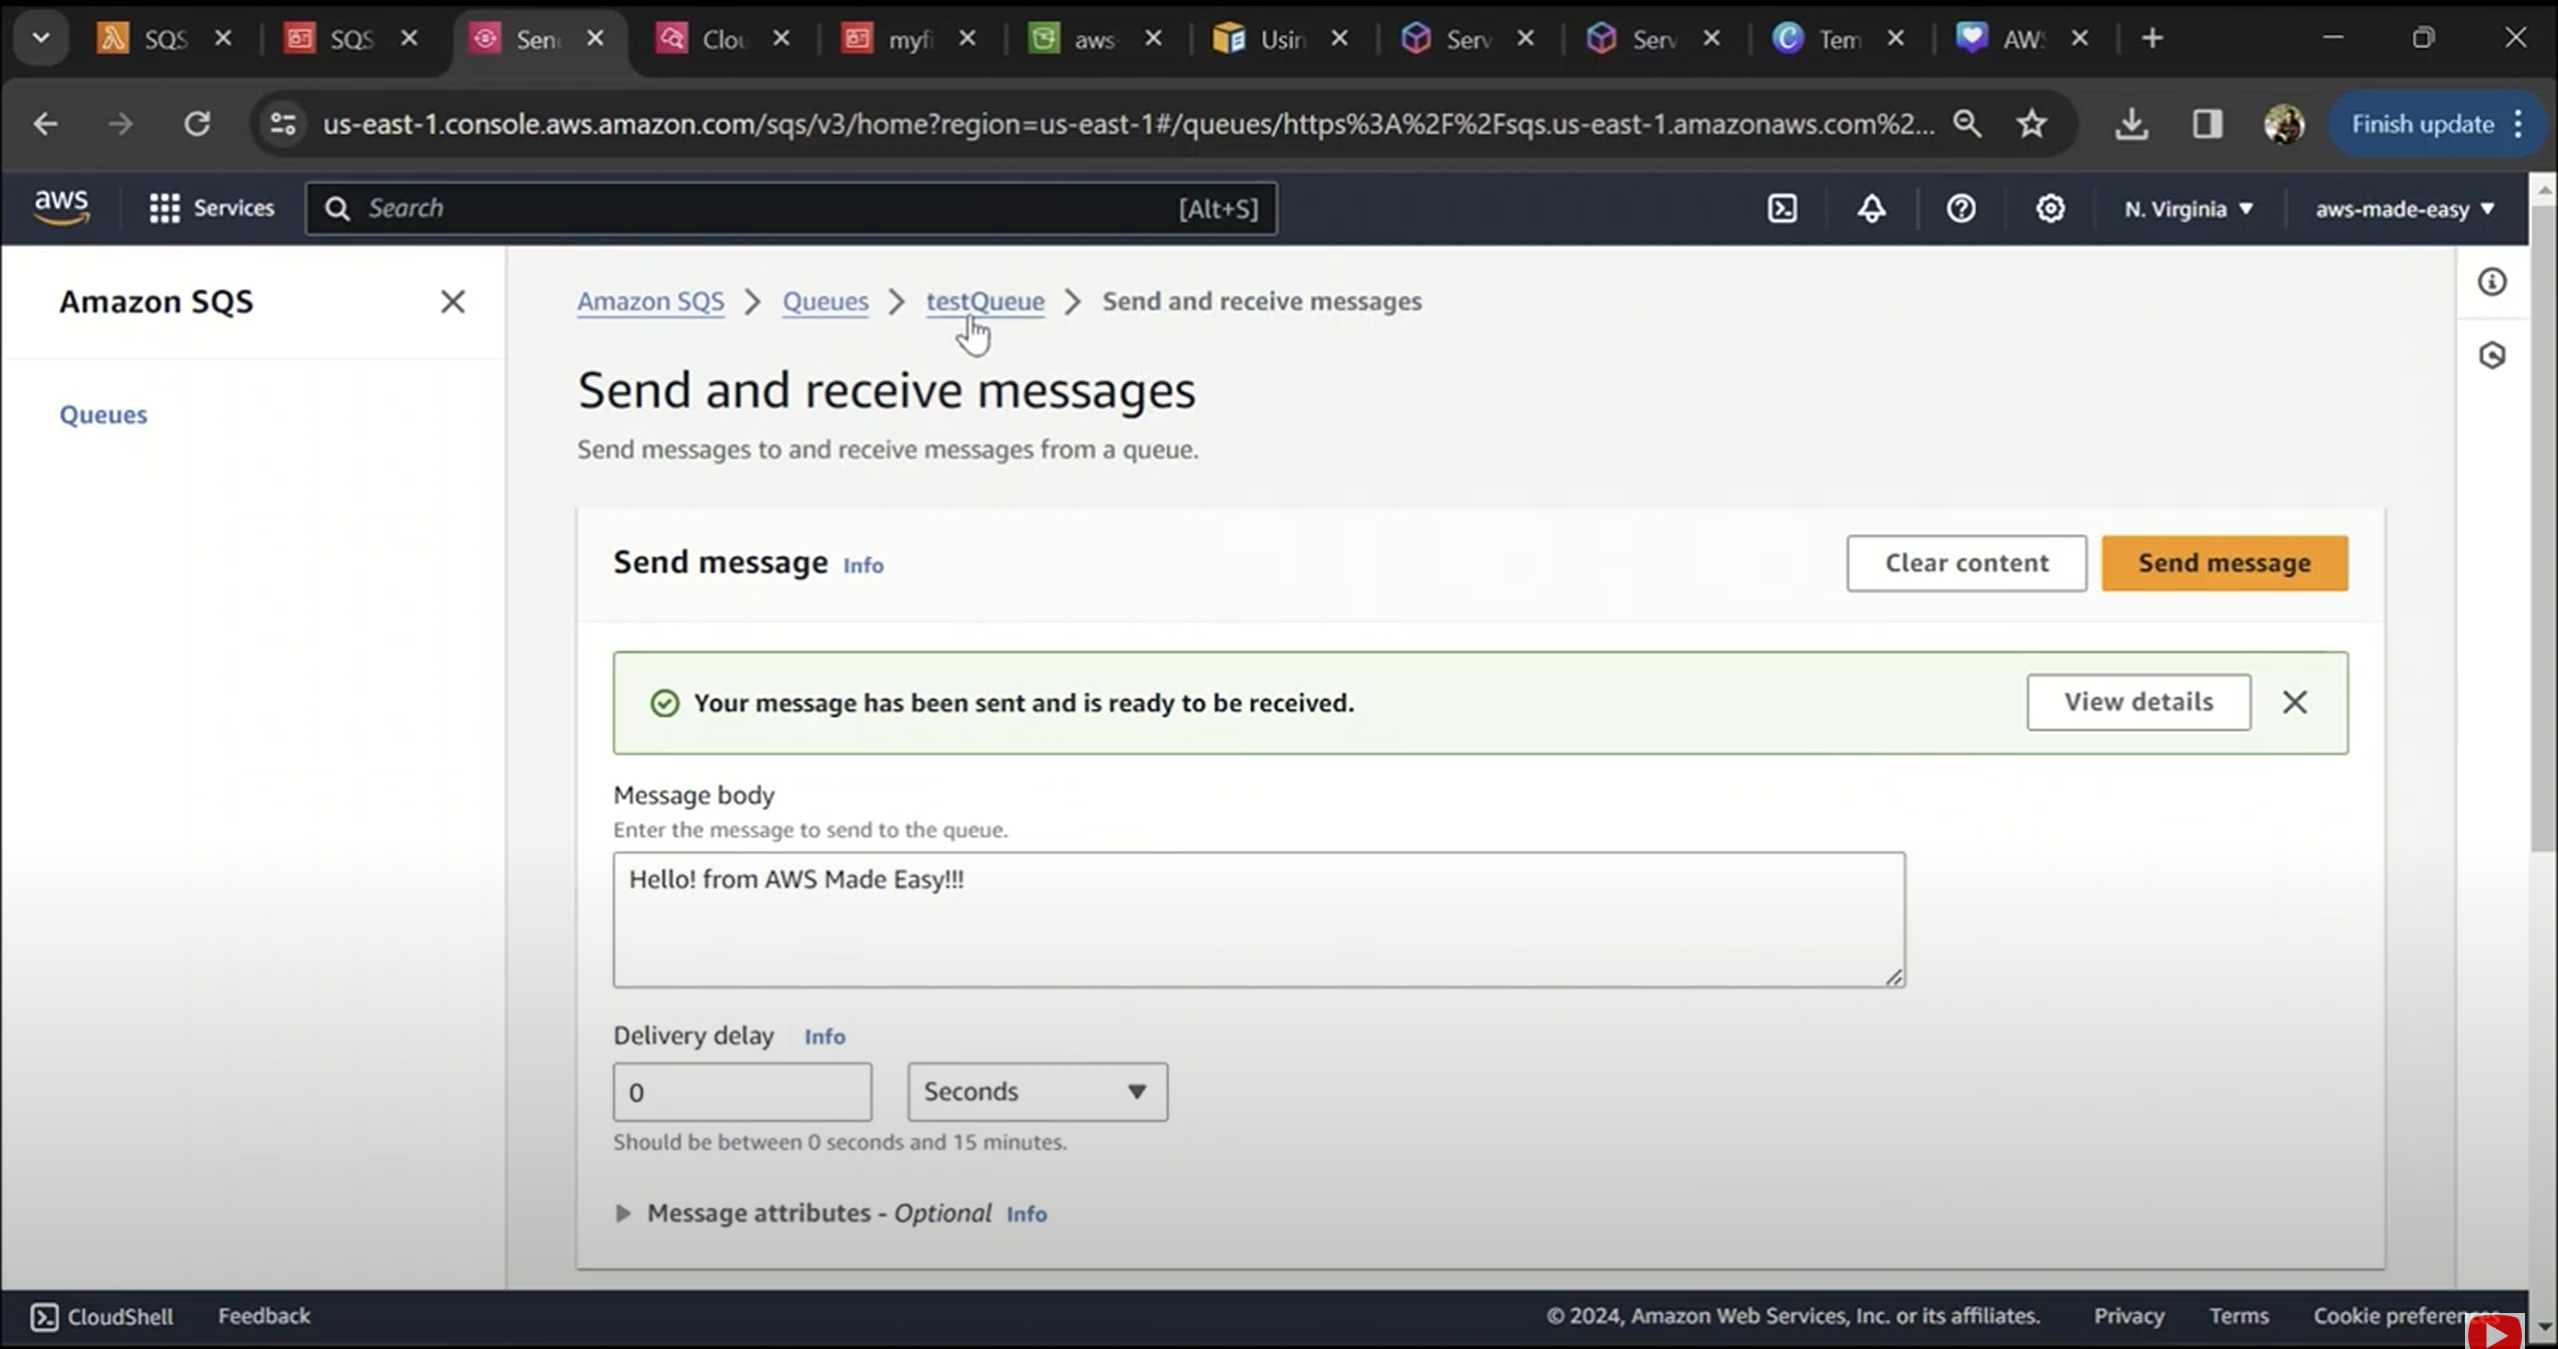 SQS
SQS
Sen
Clou
myfi
aws
Usin
Serv
Serv
Tem
AWS
us-east-1.console.aws.amazon.com/sqs/v3/home?region=us-east-1#/queues/https%3A%2F%2Fsqs.us-east-1.amazonaws.com%2...
Finish update
aws
Services
Search
[Alt+S]
N. Virginia
aws-made-easy
Amazon SQS
Queues
Amazon SQS
Queues
testQueue
Send and receive messages
Send and receive messages
Send messages to and receive messages from a queue.
Send message Info
Clear content
Send message
Your message has been sent and is ready to be received.
View details
Message body
Enter the message to send to the queue.
Hello! from AWS Made Easy!!!
Delivery delay Info
0
Seconds
Should be between 0 seconds and 15 minutes.
Message attributes - Optional Info
CloudShell
Feedback
© 2024, Amazon Web Services, Inc. or its affiliates.
Privacy
Terms
Cookie preferences